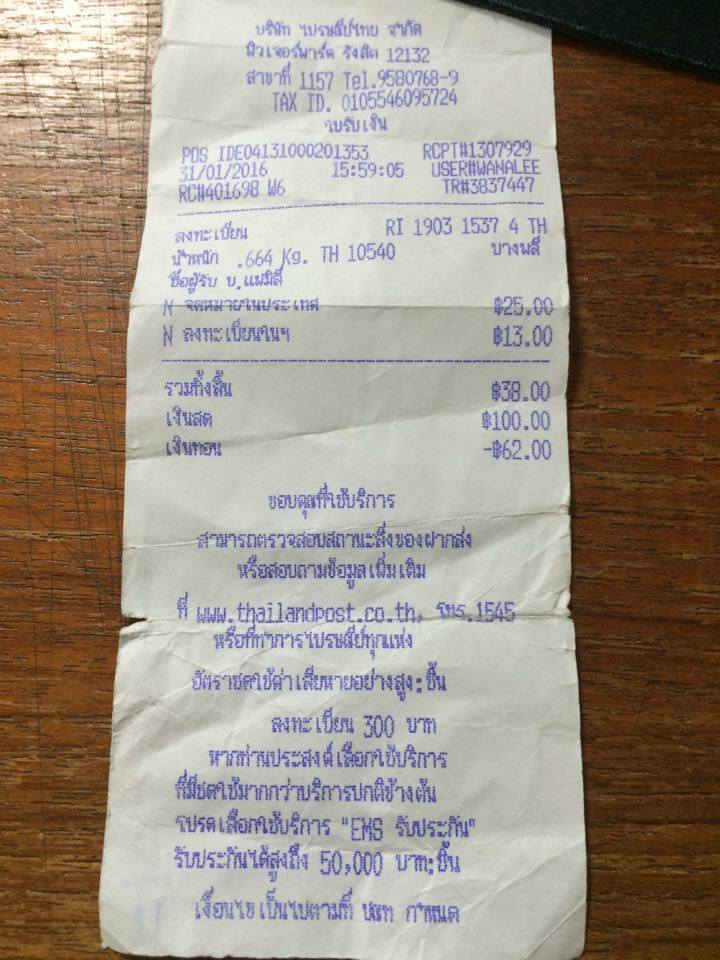 บริษัท ไปรษณีย์ไทย จำกัด
ฟิวเจอร์พาร์ค รังสิต 12132
สาขาที่ 1157 Tel.9580768-9
TAX ID. 0105546095724
ใบรับเงิน
POS IDE04131000201353 RCPT#1307929
31/01/2016 15:59:05 USER#WANALEE
RC#401698 W6 TR#3837447
ลงทะเบียน RI 1903 1537 4 TH
น้ำหนัก .664 Kg. TH 10540 บางพลี
ชื่อผู้รับ บ.แฟมิลี่
N จดหมายในประเทศ ฿25.00
N ลงทะเบียนในฯ ฿13.00
รวมทั้งสิ้น ฿38.00
เงินสด ฿100.00
เงินทอน -฿62.00
ขอบคุณที่ใช้บริการ
สามารถตรวจสอบสถานะสิ่งของฝากส่ง
หรือสอบถามข้อมูลเพิ่มเติม
ที่ www.thailandpost.co.th, โทร.1545
หรือที่ทำการไปรษณีย์ทุกแห่ง
อัตราชดใช้ค่าเสียหายอย่างสูง:ชิ้น
ลงทะเบียน 300 บาท
หากท่านประสงค์เลือกใช้บริการ
ที่มีชดใช้มากกว่าบริการปกติข้างต้น
โปรดเลือกใช้บริการ "EMS รับประกัน"
รับประกันได้สูงถึง 50,000 บาท:ชิ้น
เงื่อนไขเป็นไปตามที่ ปณท กำหนด